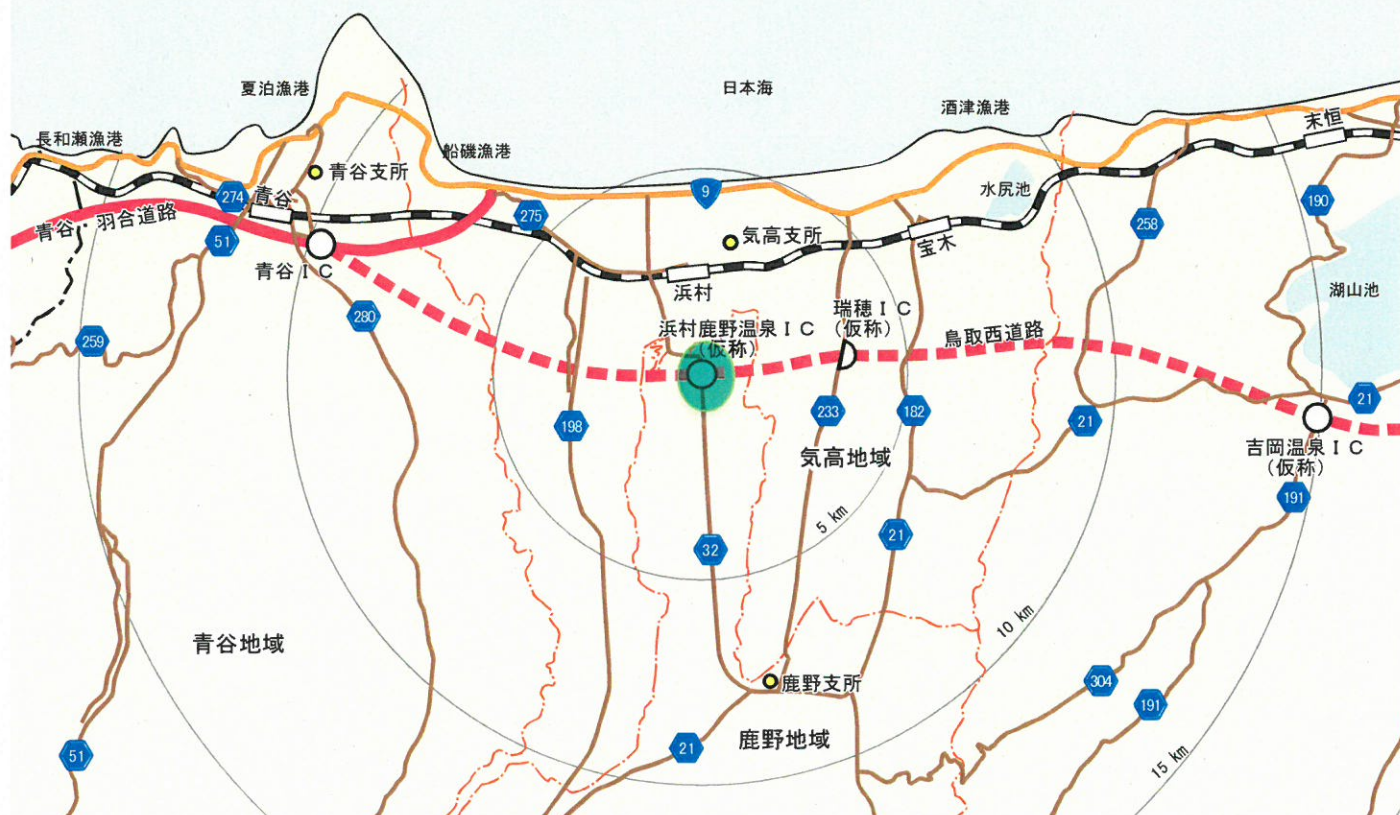 夏泊漁港
日本海
酒津漁港
長和瀬漁港
船磯漁港
末恒
青谷支所
274
青谷
275
9
水尻池
190
258
青谷 羽合道路
51
青谷IC
気高支所
宝木
浜村
湖山池
280
259
浜村鹿野温泉IC
(仮称)
瑞穂IC
(仮称)
鳥取西道路
198
233
182
21
21
吉岡温泉IC
(仮称)
気高地域
191
5 km
32
21
青谷地域
10 km
鹿野支所
304
191
鹿野地域
51
21
15 km